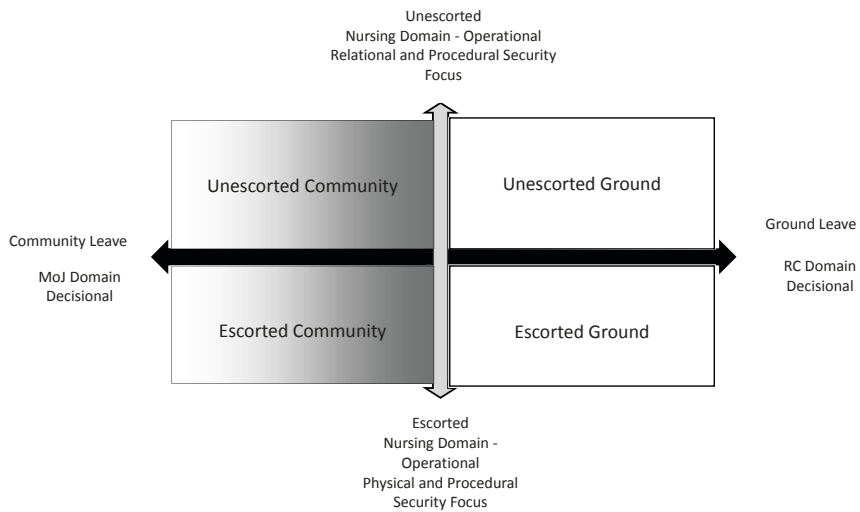 Unescorted
Nursing Domain - Operational
Relational and Procedural Security
Focus
Unescorted Community
Unescorted Ground
Community Leave
MoJ Domain
Decisional
Ground Leave
RC Domain
Decisional
Escorted Community
Escorted Ground
Escorted
Nursing Domain -
Operational
Physical and Procedural
Security Focus